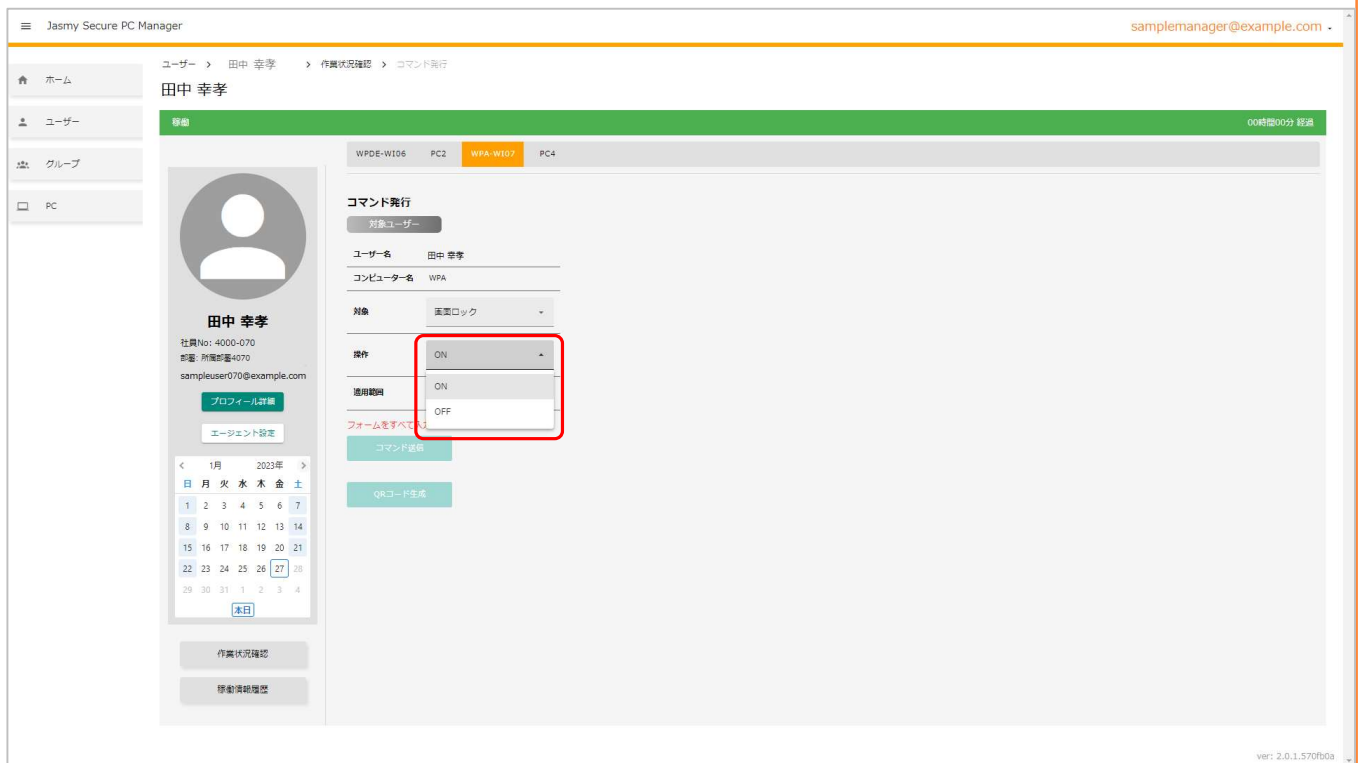 Jasmy Secure PC Manager
samplemanager@example.com
ユーザー > 田中 幸孝 > 作業状況確認 > コマンド発行
田中 幸孝
ホーム
ユーザー
グループ
PC
稼働
00時間00分 経過
WPDE-WI06 PC2 WPA-WI07 PC4
田中 幸孝
社員No: 4000-070
部署: 所属部署4070
sampleuser070@example.com
プロフィール詳細
エージェント設定
< 1月 2023年 >
日 月 火 水 木 金 土
1 2 3 4 5 6 7
8 9 10 11 12 13 14
15 16 17 18 19 20 21
22 23 24 25 26 27 28
29 30 31 1 2 3 4
本日
作業状況確認
稼働情報履歴
コマンド発行
対象ユーザー
ユーザー名 田中 幸孝
コンピューター名 WPA
対象 画面ロック
操作 ON
ON
OFF
適用範囲
フォームをすべて
コマンド送信
QRコード生成
ver: 2.0.1.570fb0a